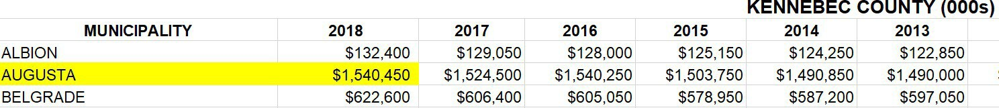 KENNEBEC COUNTY (000s)
MUNICIPALITY 2018 2017 2016 2015 2014 2013
ALBION $132,400 $129,050 $128,000 $125,150 $124,250 $122,850
AUGUSTA $1,540,450 $1,524,500 $1,540,250 $1,503,750 $1,490,850 $1,490,000
BELGRADE $622,600 $606,400 $605,050 $578,950 $587,200 $597,050